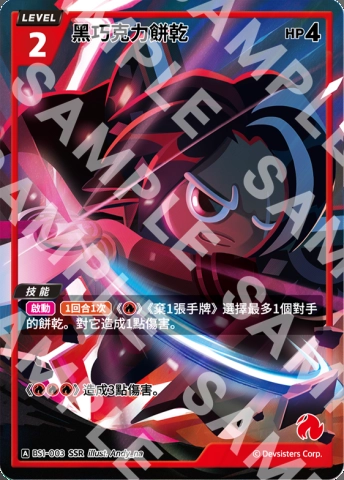 LEVEL
2
黑巧克力餅乾
HP4
SAMPLE SAMPLE SAMPLE
技能
啟動 1回合1次 《》《棄1張手牌》選擇最多1個對手
的餅乾。對它造成1點傷害。
《》造成3點傷害。
A BS1-003 SSR Illust. Andy.na
© Devsisters Corp.